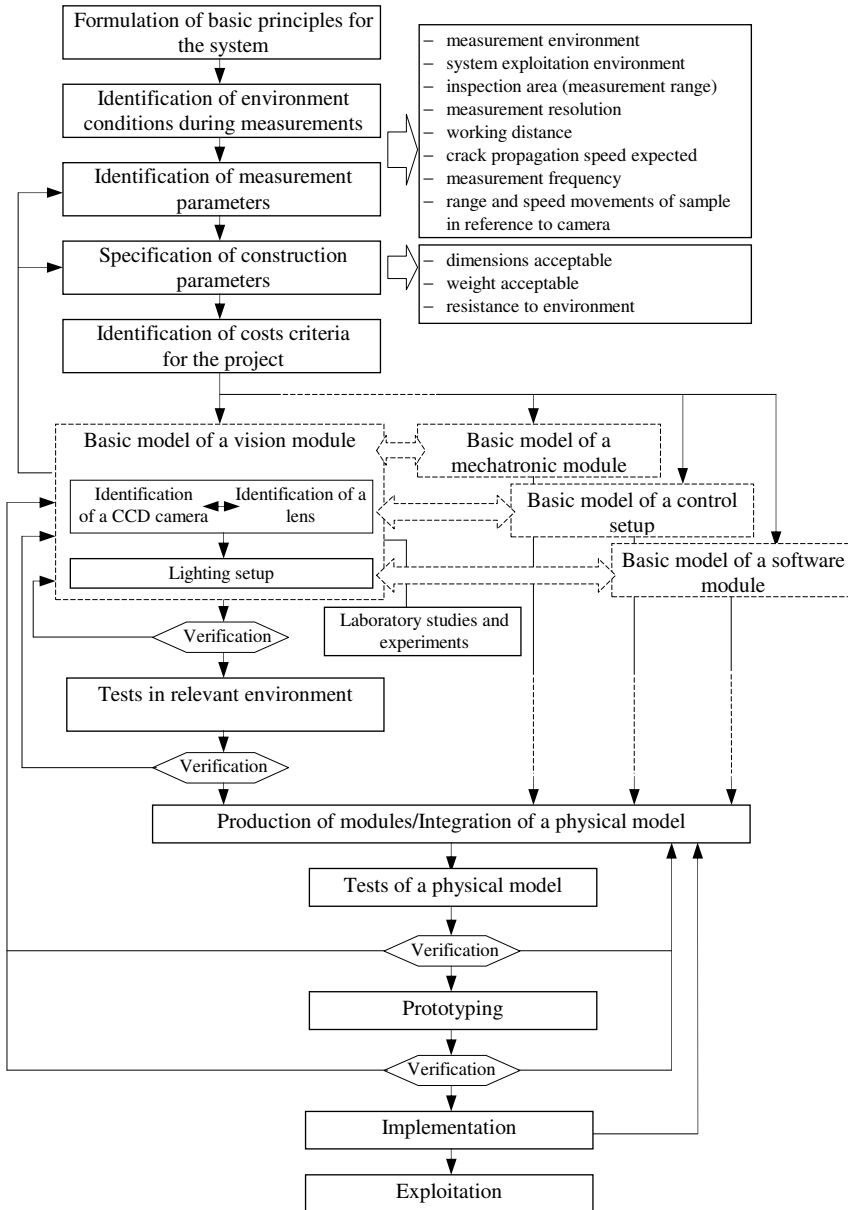 Formulation of basic principles for
the system
Identification of environment
conditions during measurements
Identification of measurement
parameters
Specification of construction
parameters
Identification of costs criteria
for the project
– measurement environment
– system exploitation environment
– inspection area (measurement range)
– measurement resolution
– working distance
– crack propagation speed expected
– measurement frequency
– range and speed movements of sample
in reference to camera
– dimensions acceptable
– weight acceptable
– resistance to environment
Basic model of a vision module
Identification
of a CCD camera
Identification of a
lens
Lighting setup
Basic model of a
mechatronic module
Basic model of a control
setup
Basic model of a software
module
Laboratory studies and
experiments
Verification
Tests in relevant environment
Verification
Production of modules/Integration of a physical model
Tests of a physical model
Verification
Prototyping
Verification
Implementation
Exploitation